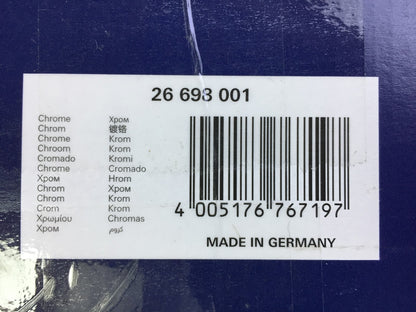 26 698 001
Chrome Хром
Chrom 镀铬
Chrome Krom
Chroom Krom
Cromado Kromi
Chrome Cromado
Хром Hrom
Chrom Хром
Chrom Krom
Crom Krom
Χρωμίου Chromas
Хром كروم
4 005176 767197
MADE IN GERMANY